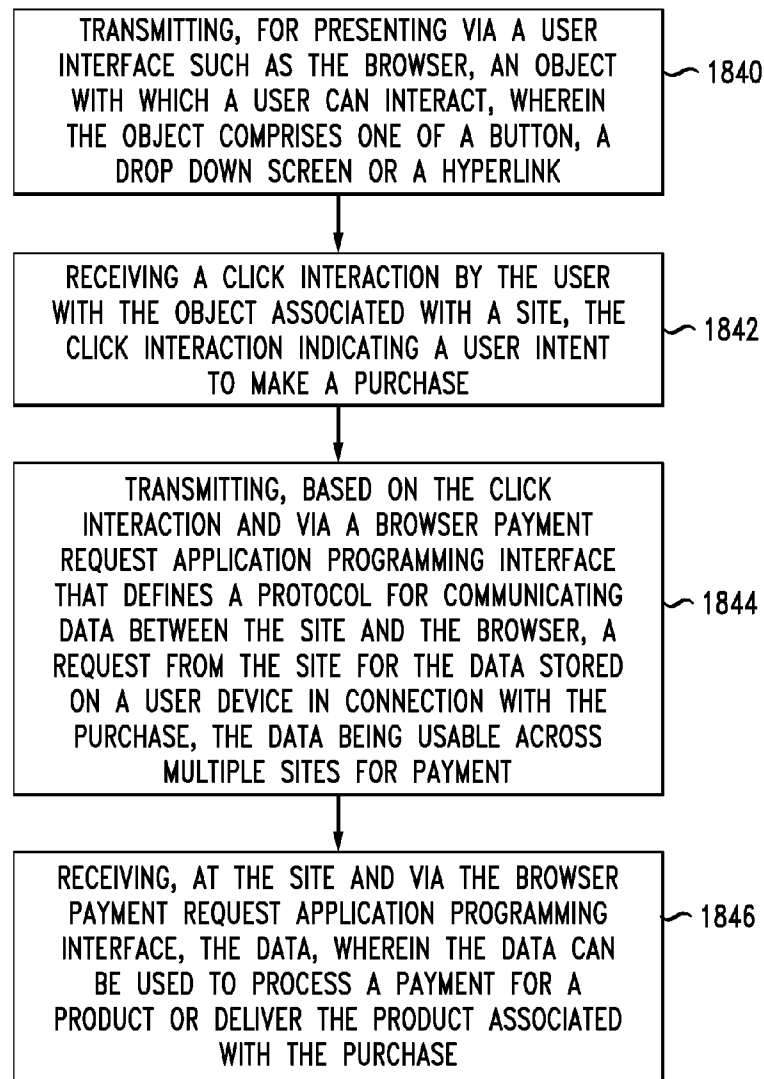 TRANSMITTING, FOR PRESENTING VIA A USER
INTERFACE SUCH AS THE BROWSER, AN OBJECT
WITH WHICH A USER CAN INTERACT, WHEREIN
THE OBJECT COMPRISES ONE OF A BUTTON, A
DROP DOWN SCREEN OR A HYPERLINK
1840
RECEIVING A CLICK INTERACTION BY THE USER
WITH THE OBJECT ASSOCIATED WITH A SITE, THE
CLICK INTERACTION INDICATING A USER INTENT
TO MAKE A PURCHASE
1842
TRANSMITTING, BASED ON THE CLICK
INTERACTION AND VIA A BROWSER PAYMENT
REQUEST APPLICATION PROGRAMMING INTERFACE
THAT DEFINES A PROTOCOL FOR COMMUNICATING
DATA BETWEEN THE SITE AND THE BROWSER, A
REQUEST FROM THE SITE FOR THE DATA STORED
ON A USER DEVICE IN CONNECTION WITH THE
PURCHASE, THE DATA BEING USABLE ACROSS
MULTIPLE SITES FOR PAYMENT
1844
RECEIVING, AT THE SITE AND VIA THE BROWSER
PAYMENT REQUEST APPLICATION PROGRAMMING
INTERFACE, THE DATA, WHEREIN THE DATA CAN
BE USED TO PROCESS A PAYMENT FOR A
PRODUCT OR DELIVER THE PRODUCT ASSOCIATED
WITH THE PURCHASE
1846